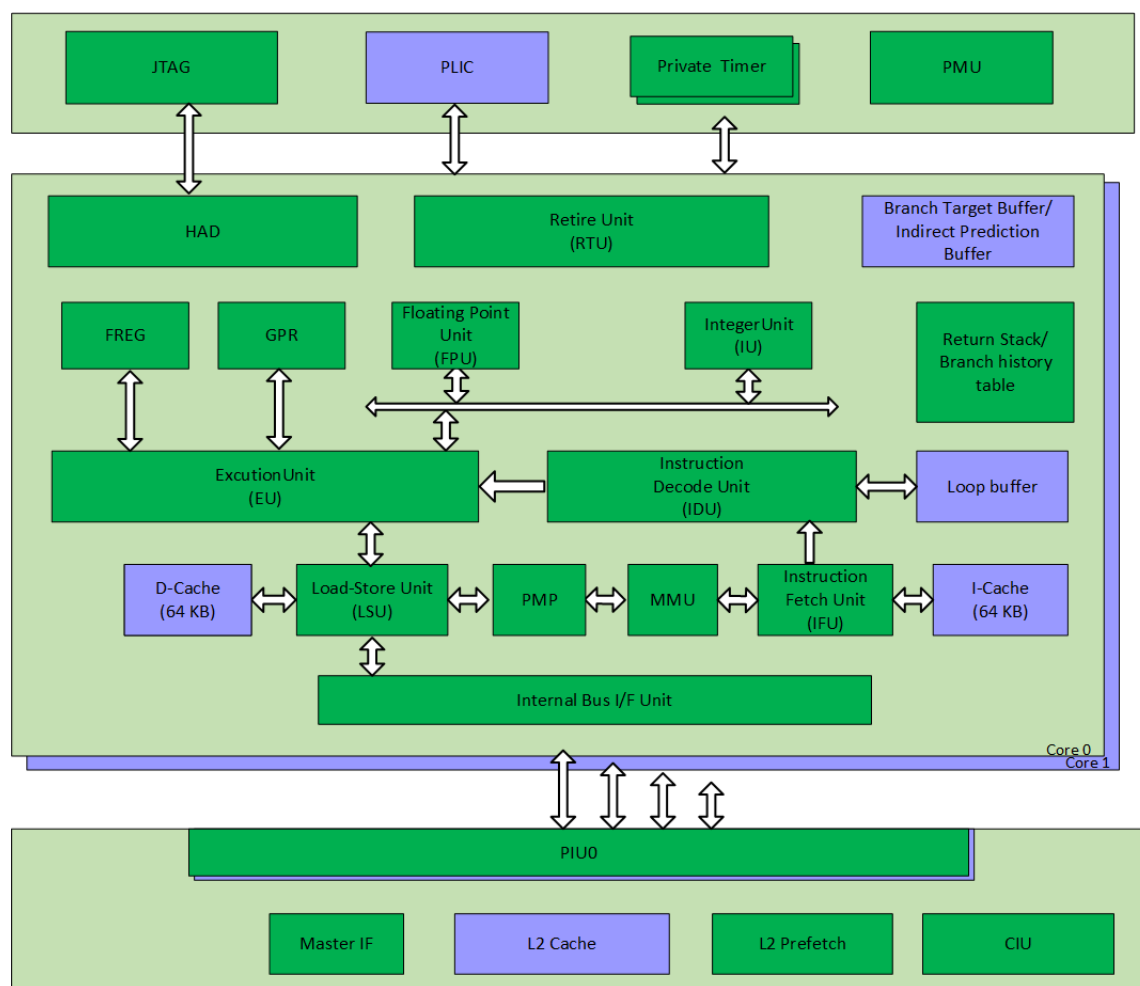 JTAG
PLIC
Private Timer
PMU
HAD
Retire Unit
(RTU)
Branch Target Buffer/
Indirect Prediction
Buffer
FREG
GPR
Floating Point
Unit
(FPU)
IntegerUnit
(IU)
Return Stack/
Branch history
table
ExcutionUnit
(EU)
Instruction
Decode Unit
(IDU)
Loop buffer
D-Cache
(64 KB)
Load-Store Unit
(LSU)
PMP
MMU
Instruction
Fetch Unit
(IFU)
I-Cache
(64 KB)
Internal Bus I/F Unit
Core 0
Core 1
PIU0
Master IF
L2 Cache
L2 Prefetch
CIU